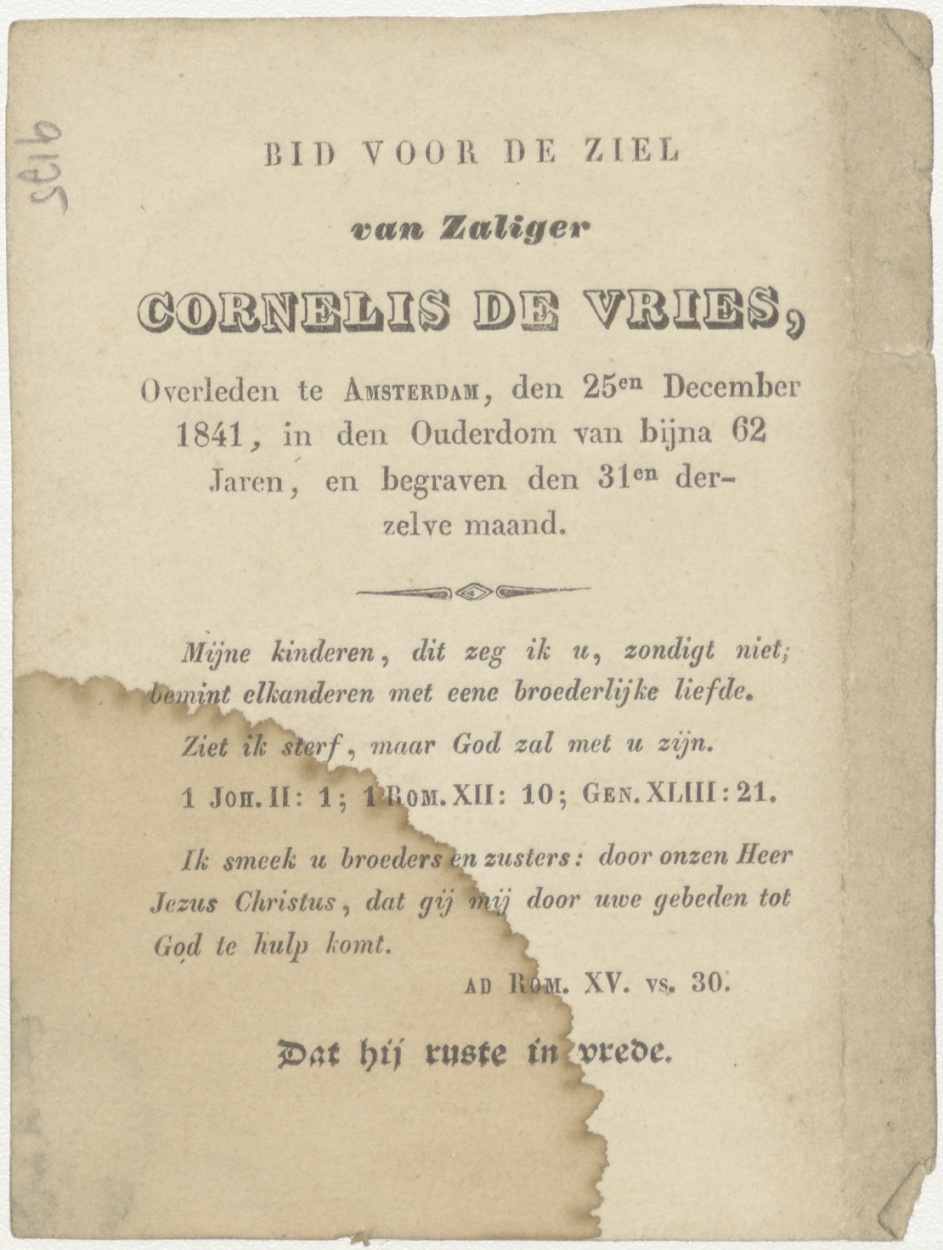 BID VOOR DE ZIEL
van Zaliger
CORNELIS DE VRIES,
Overleden te AMSTERDAM, den 25en December
1841, in den Ouderdom van bijna 62
Jaren, en begraven den 31en der-
zelve maand.
Mijne kinderen, dit zeg ik u, zondigt niet;
bemint elkanderen met eene broederlijke liefde.
Ziet ik sterf, maar God zal met u zijn.
1 JOH. II: 1; 1 ROM. XII: 10; GEN. XLIII: 21.
Ik smeek u broeders en zusters: door onzen Heer
Jezus Christus, dat gij mij door uwe gebeden tot
God te hulp komt.
AD ROM. XV. vs. 30.
Dat hij ruste in vrede.